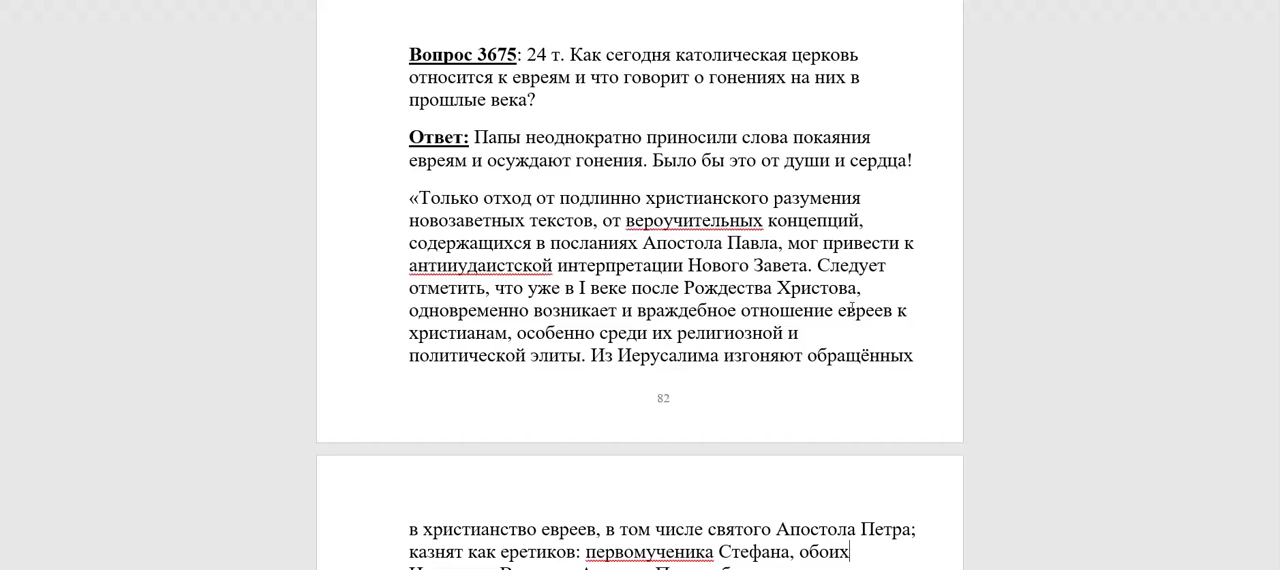 Вопрос 3675: 24 т. Как сегодня католическая церковь
относится к евреям и что говорит о гонениях на них в
прошлые века?
Ответ: Папы неоднократно приносили слова покаяния
евреям и осуждают гонения. Было бы это от души и сердца!
«Только отход от подлинно христианского разумения
новозаветных текстов, от вероучительных концепций,
содержащихся в посланиях Апостола Павла, мог привести к
антииудаистской интерпретации Нового Завета. Следует
отметить, что уже в I веке после Рождества Христова,
одновременно возникает и враждебное отношение евреев к
христианам, особенно среди их религиозной и
политической элиты. Из Иерусалима изгоняют обращённых
82
в христианство евреев, в том числе святого Апостола Петра;
казнят как еретиков: первомученика Стефана, обоих